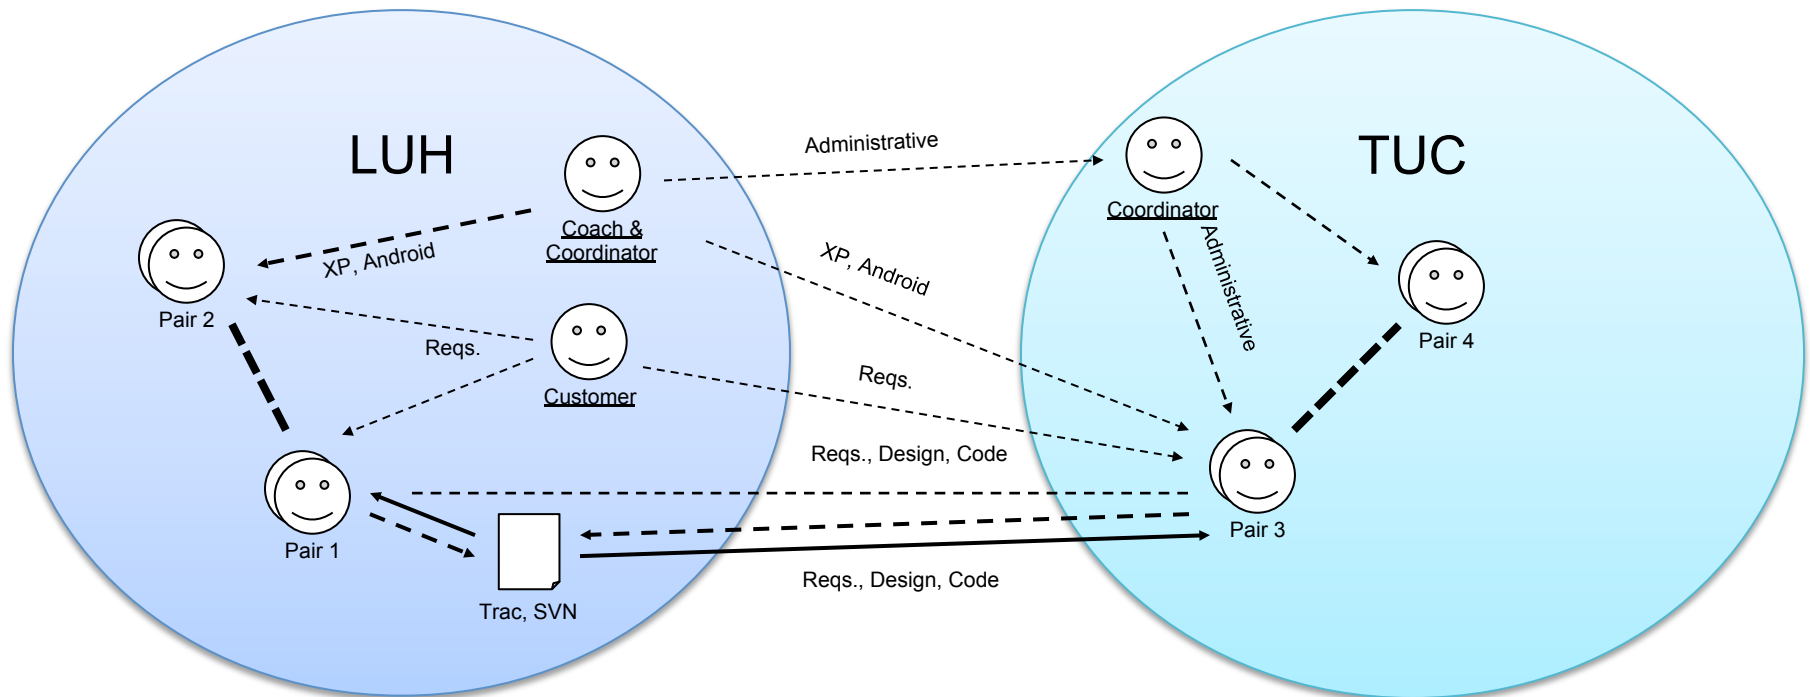 LUH
TUC
Administrative
Coach &
Coordinator
Coordinator
XP, Android
XP, Android
Administrative
Pair 2
Pair 4
Reqs.
Customer
Reqs.
Reqs., Design, Code
Pair 1
Pair 3
Trac, SVN
Reqs., Design, Code